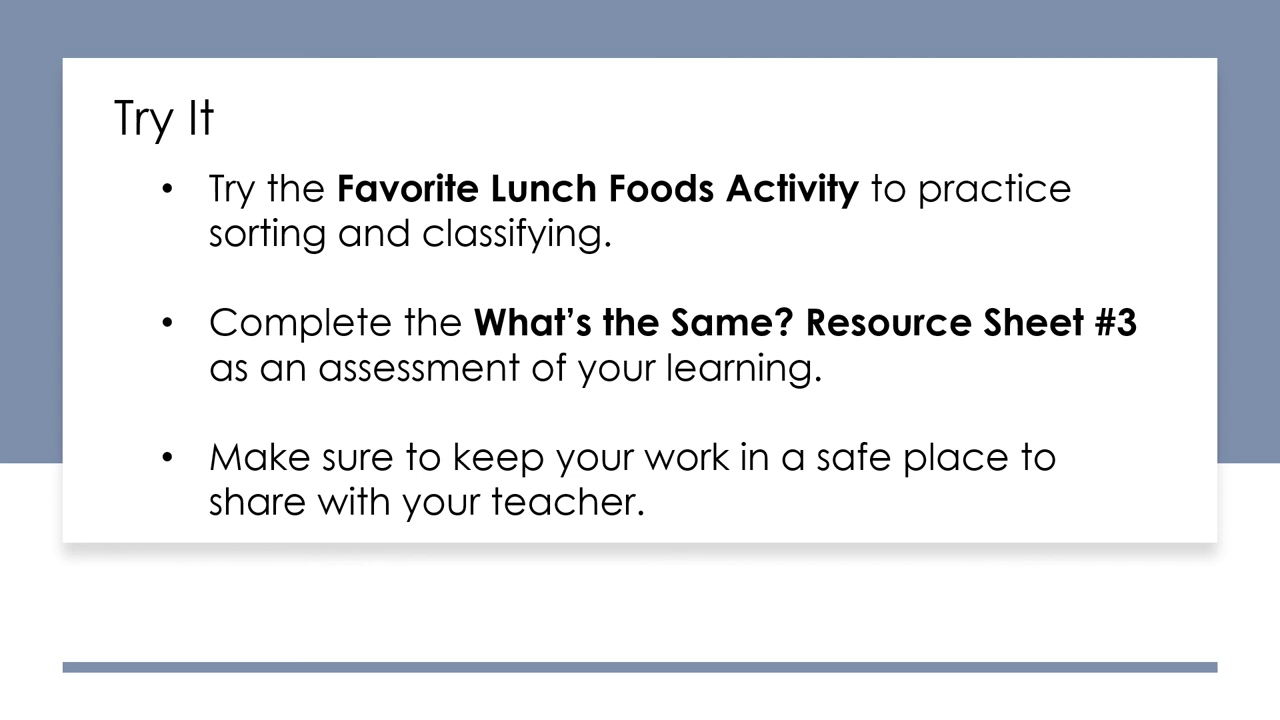 Try It
• Try the Favorite Lunch Foods Activity to practice
sorting and classifying.
• Complete the What’s the Same? Resource Sheet #3
as an assessment of your learning.
• Make sure to keep your work in a safe place to
share with your teacher.